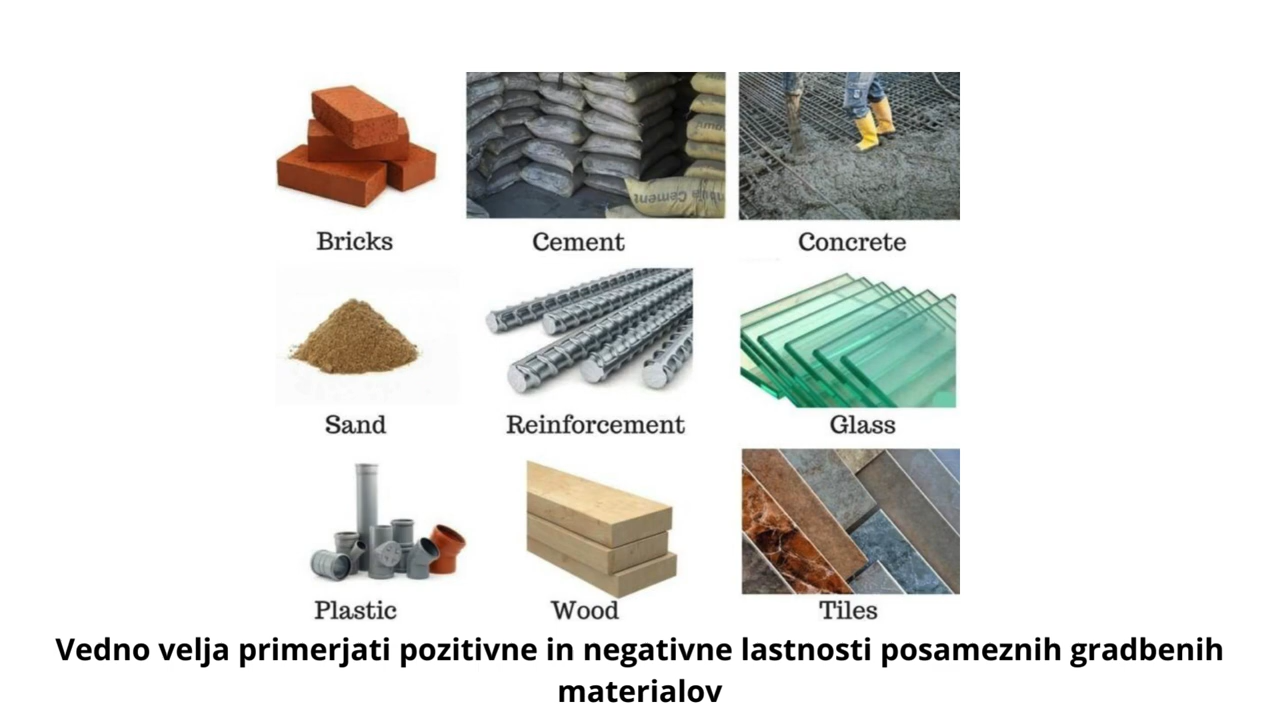 Bricks
Cement
Concrete
Sand
Reinforcement
Glass
Plastic
Wood
Tiles
Vedno velja primerjati pozitivne in negativne lastnosti posameznih gradbenih
materialov